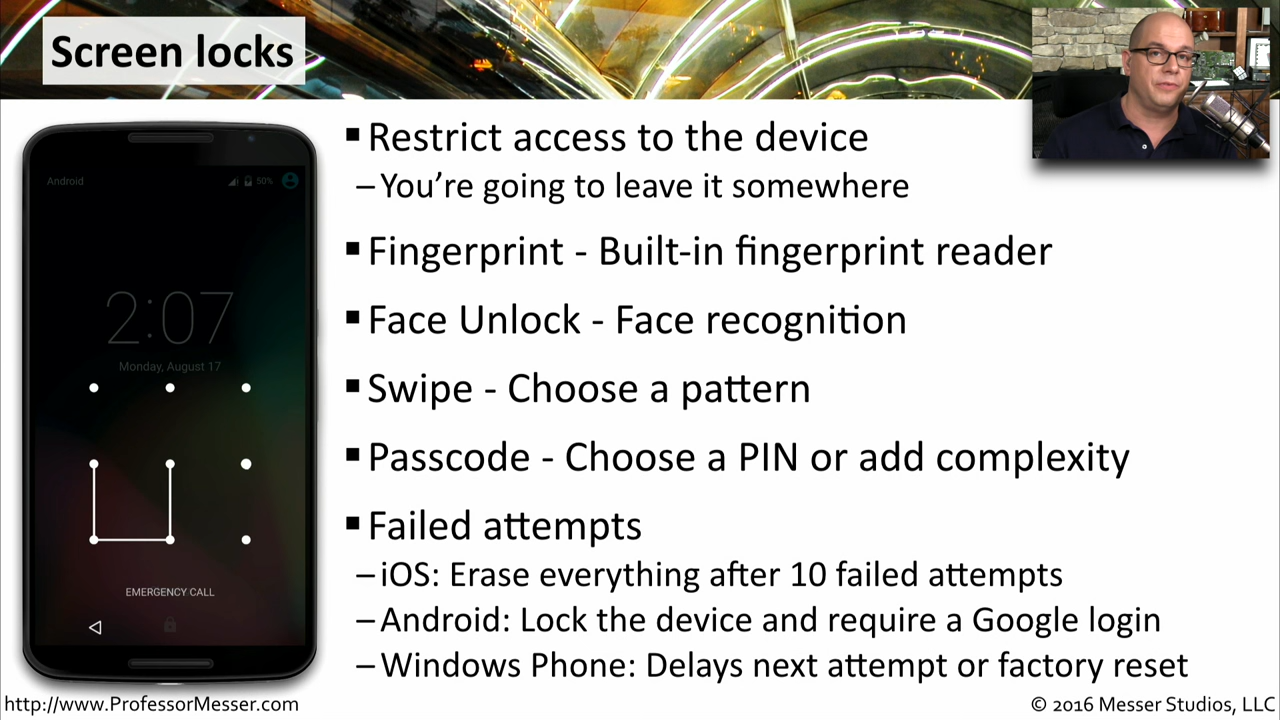 Screen locks
Android
50%
2:07
Monday, August 17
EMERGENCY CALL
▪ Restrict access to the device
– You're going to leave it somewhere
▪ Fingerprint - Built-in fingerprint reader
▪ Face Unlock - Face recognition
▪ Swipe - Choose a pattern
▪ Passcode - Choose a PIN or add complexity
▪ Failed attempts
– iOS: Erase everything after 10 failed attempts
– Android: Lock the device and require a Google login
– Windows Phone: Delays next attempt or factory reset
http://www.ProfessorMesser.com
© 2016 Messer Studios, LLC